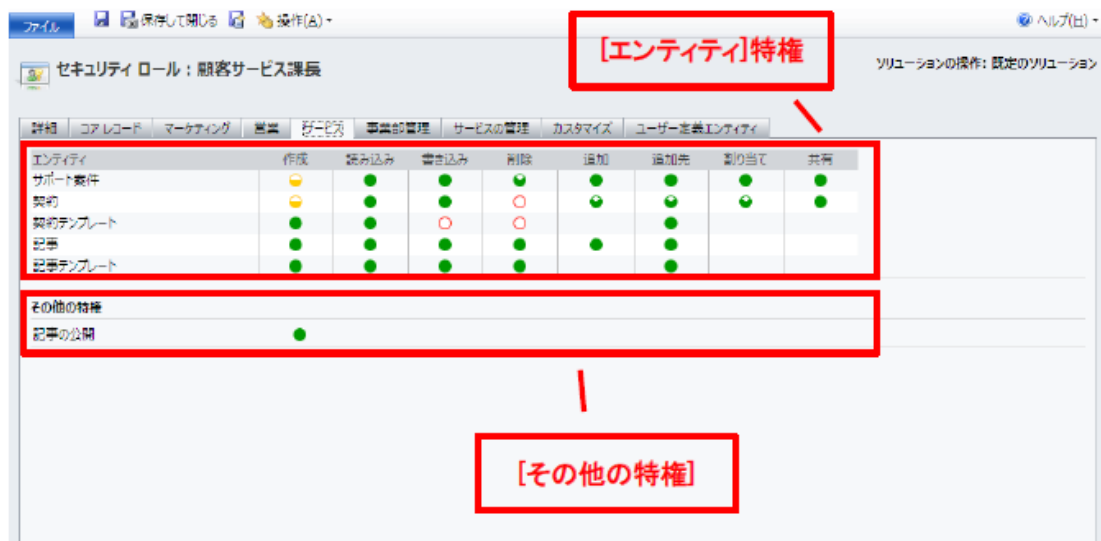 ファイル 保存して閉じる 操作(A) ヘルプ(H)
[エンティティ]特権
セキュリティ ロール : 顧客サービス課長
ソリューションの操作: 既定のソリューション
詳細 コア レコード マーケティング 営業 サービス 事業部管理 サービスの管理 カスタマイズ ユーザー定義エンティティ
エンティティ 作成 読み込み 書き込み 削除 追加 追加先 割り当て 共有
サポート案件
契約
契約テンプレート
記事
記事テンプレート
その他の特権
記事の公開
[その他の特権]